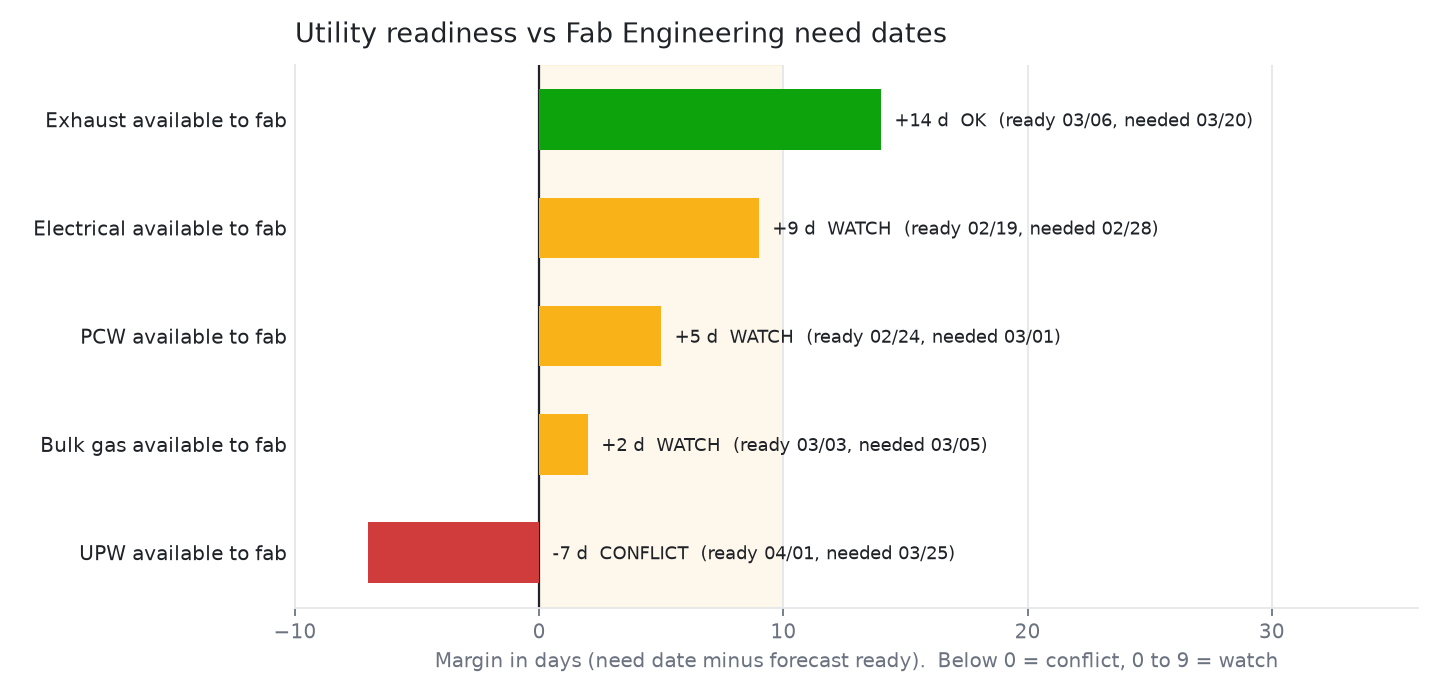 Utility readiness vs Fab Engineering need dates
Exhaust available to fab
+14 d  OK  (ready 03/06, needed 03/20)
Electrical available to fab
+9 d  WATCH  (ready 02/19, needed 02/28)
PCW available to fab
+5 d  WATCH  (ready 02/24, needed 03/01)
Bulk gas available to fab
+2 d  WATCH  (ready 03/03, needed 03/05)
UPW available to fab
-7 d  CONFLICT  (ready 04/01, needed 03/25)
−10 0 10 20 30
Margin in days (need date minus forecast ready).  Below 0 = conflict, 0 to 9 = watch